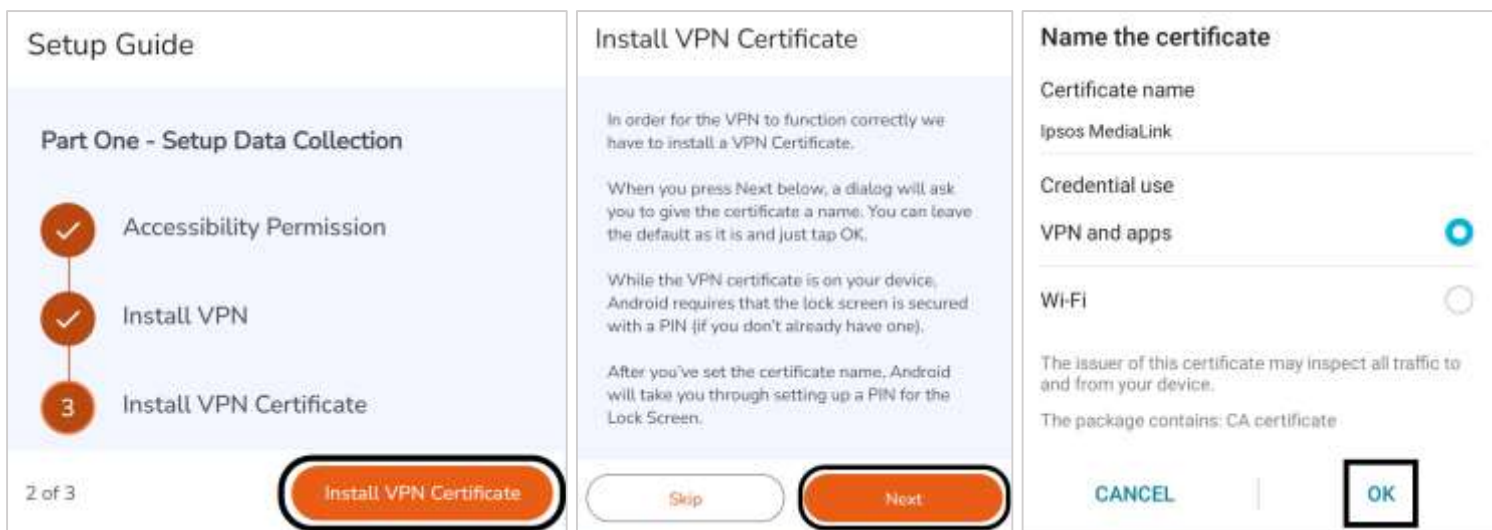 Setup Guide
Part One - Setup Data Collection
Accessibility Permission
Install VPN
3
Install VPN Certificate
2 of 3
Install VPN Certificate
Install VPN Certificate
In order for the VPN to function correctly we
have to install a VPN Certificate.
When you press Next below, a dialog will ask
you to give the certificate a name. You can leave
the default as it is and just tap OK.
While the VPN certificate is on your device,
Android requires that the lock screen is secured
with a PIN (if you don't already have one).
After you've set the certificate name, Android
will take you through setting up a PIN for the
Lock Screen.
Skip
Next
Name the certificate
Certificate name
Ipsos MediaLink
Credential use
VPN and apps
Wi-Fi
The issuer of this certificate may inspect all traffic to
and from your device.
The package contains: CA certificate
CANCEL
OK